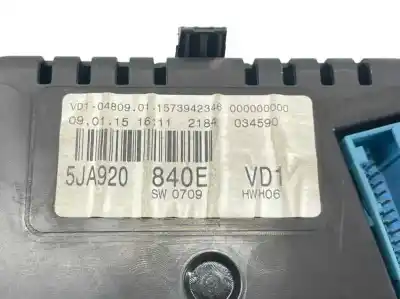 VD1-04809.01.1573942346 000000000
09.01.15 16:11 2184 034590
5JA920 840E VD1
SW 0709 HWH06